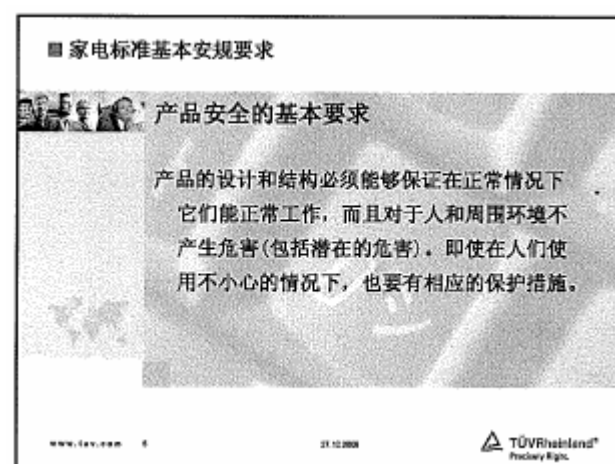 家电标准基本安规要求
产品安全的基本要求
产品的设计和结构必须能够保证在正常情况下
它们能正常工作，而且对于人和周围环境不
产生危害(包括潜在的危害)。即使在人们使
用不小心的情况下，也要有相应的保护措施。
www.tuv.com 6
TÜVRheinland®
Precisely Right.